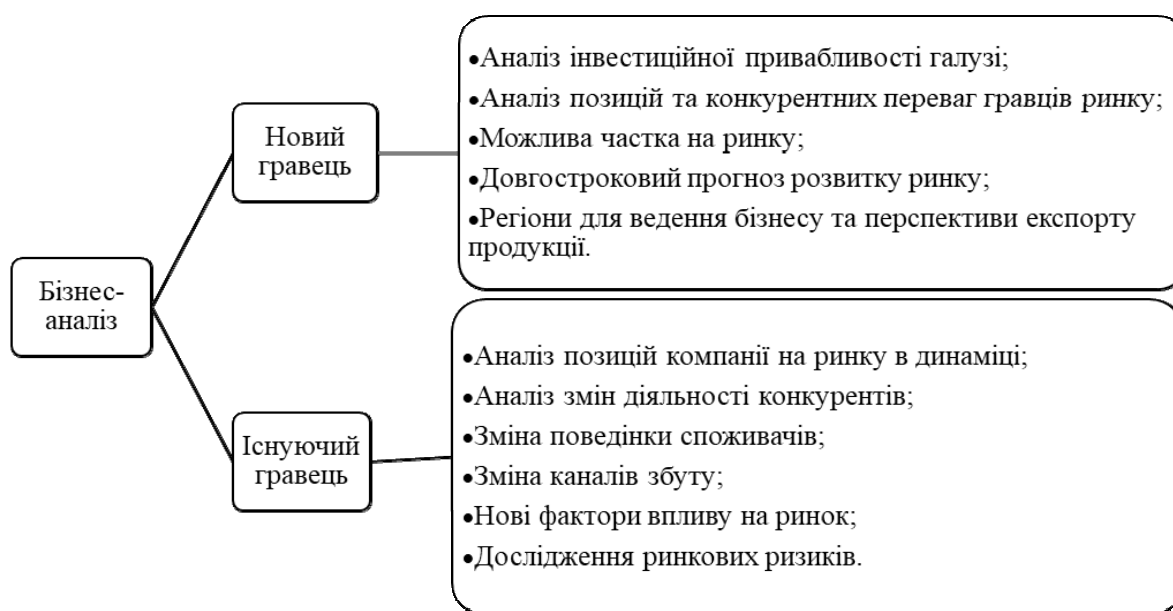 Бізнес-
аналіз
Новий
гравець
•Аналіз інвестиційної привабливості галузі;
•Аналіз позицій та конкурентних переваг гравців ринку;
•Можлива частка на ринку;
•Довгостроковий прогноз розвитку ринку;
•Регіони для ведення бізнесу та перспективи експорту
продукції.
Існуючий
гравець
•Аналіз позицій компанії на ринку в динаміці;
•Аналіз змін діяльності конкурентів;
•Зміна поведінки споживачів;
•Зміна каналів збуту;
•Нові фактори впливу на ринок;
•Дослідження ринкових ризиків.